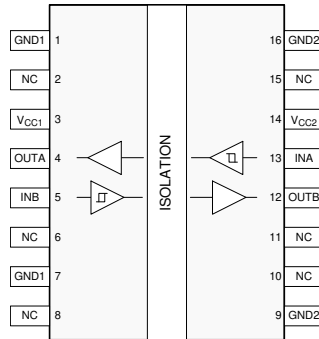 GND1 1 16 GND2
NC 2 15 NC
VCC1 3 14 VCC2
OUTA 4 13 INA
INB 5 12 OUTB
NC 6 11 NC
GND1 7 10 NC
NC 8 9 GND2
ISOLATION